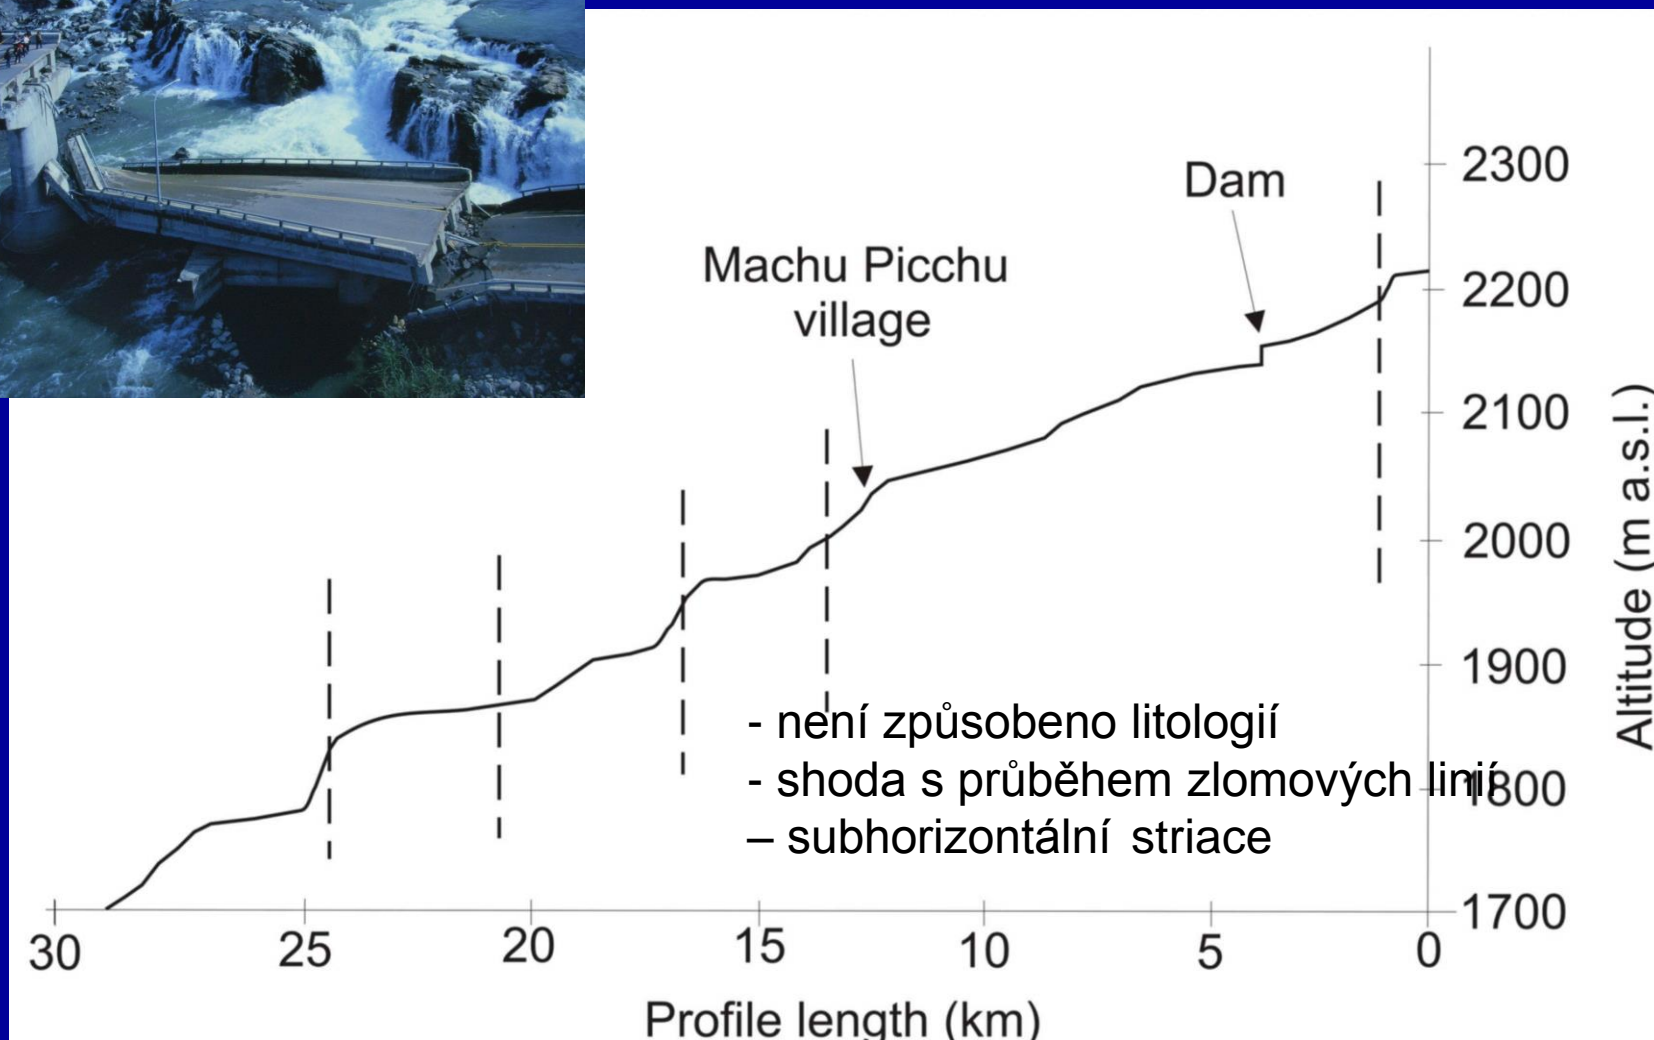 Dam
Machu Picchu
village
2300
2200
2100
2000
1900
1800
1700
Altitude (m a.s.l.)
- není způsobeno litologií
- shoda s průběhem zlomových linií
– subhorizontální striace
30 25 20 15 10 5 0
Profile length (km)